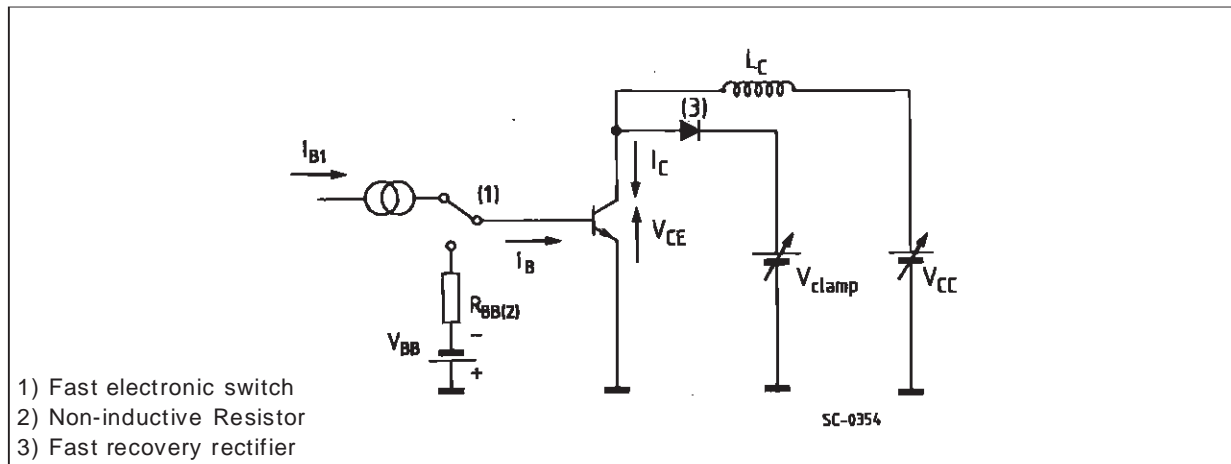 L_C
(3)
I_B1
(1)
I_C
V_CE
I_B
R_BB(2)
V_BB
-
+
V_clamp
V_CC
1) Fast electronic switch
2) Non-inductive Resistor
3) Fast recovery rectifier
SC-0354